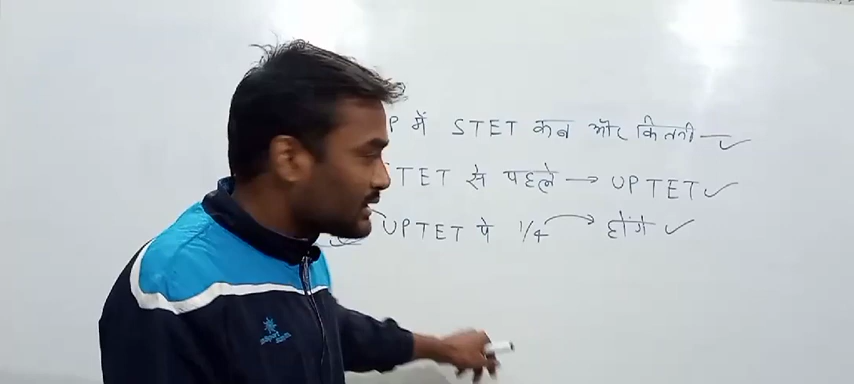 P में STET कब और कितनी
TET से पहले → UPTET ✓
UPTET पे 1/4 → होंगे ✓